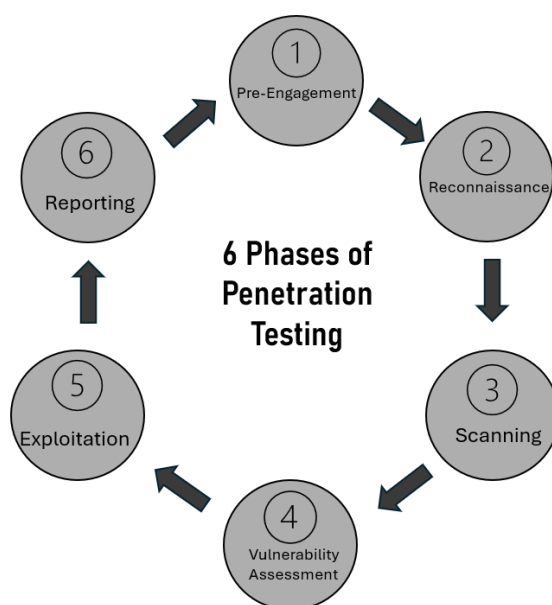 1
Pre-Engagement
2
Reconnaissance
3
Scanning
4
Vulnerability
Assessment
5
Exploitation
6
Reporting
6 Phases of
Penetration
Testing